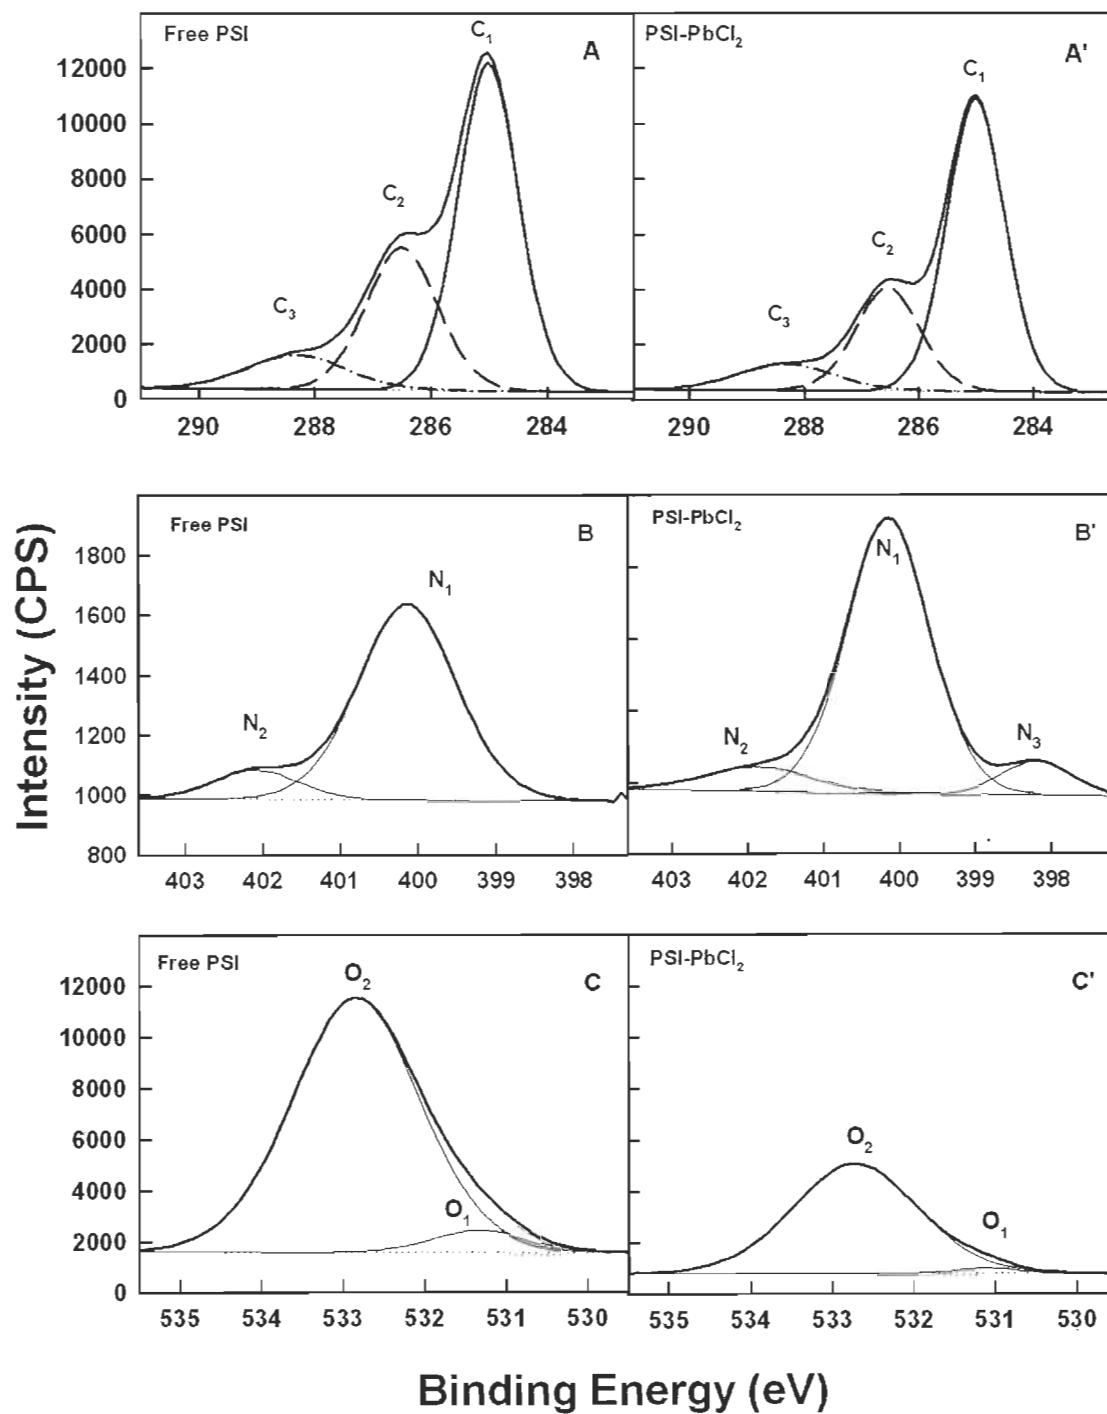 Free PSI
C1
A
PSI-PbCl2
C1
A'
12000
10000
8000
6000
4000
2000
0
C2
C3
C2
C3
290
288
286
284
290
288
286
284
Intensity (CPS)
Free PSI
B
PSI-PbCl2
B'
1800
1600
1400
1200
1000
800
N1
N2
N1
N2
N3
403
402
401
400
399
398
403
402
401
400
399
398
Free PSI
O2
C
PSI-PbCl2
C'
12000
10000
8000
6000
4000
2000
0
O1
O2
O1
535
534
533
532
531
530
535
534
533
532
531
530
Binding Energy (eV)